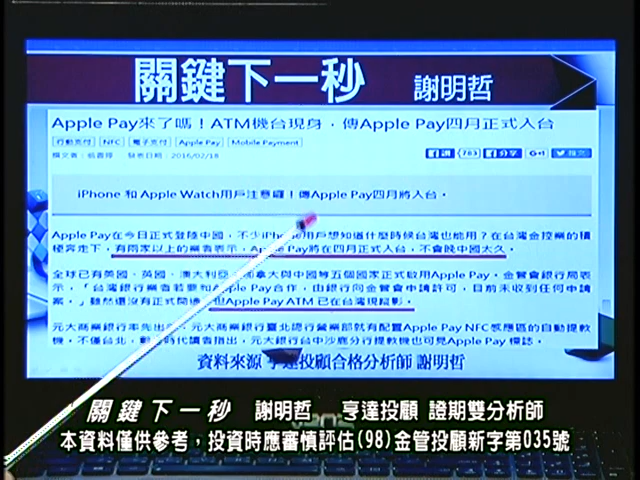 關鍵下一秒 謝明哲
Apple Pay來了嗎！ATM機台現身，傳Apple Pay四月正式入台
行動支付 NFC 電子支付 Apple Pay Mobile Payment
發表日期：2016/02/18
讚 (763) 分享 G+1 推文
iPhone 和 Apple Watch用戶注意囉！傳Apple Pay四月將入台。
Apple Pay在今日正式登陸中國，不少iPhone用戶想知道什麼時候台灣也能用？在台灣金控業的積
極奔走下，有兩家以上的業者表示，Apple Pay將在四月正式入台，不會晚中國太久。
全球已有美國、英國、澳大利亞、加拿大與中國等五個國家正式啟用Apple Pay。金管會銀行局表
示，「台灣銀行業者若要和Apple Pay合作，由銀行向金管會申請許可，目前未收到任何申請
案。」雖然還沒有正式開通，但Apple Pay ATM 已在台灣現蹤影。
元大商業銀行率先出，元大商業銀行臺北總行營業部就有配置Apple Pay NFC感應區的自動提款
機。不僅台北，數時代讀者指出，元大銀行台中沙鹿分行提款機也可見Apple Pay 標誌。
資料來源 亨達投顧合格分析師 謝明哲
關鍵下一秒 謝明哲 亨達投顧 證期雙分析師
本資料僅供參考，投資時應審慎評估(98)金管投顧新字第035號